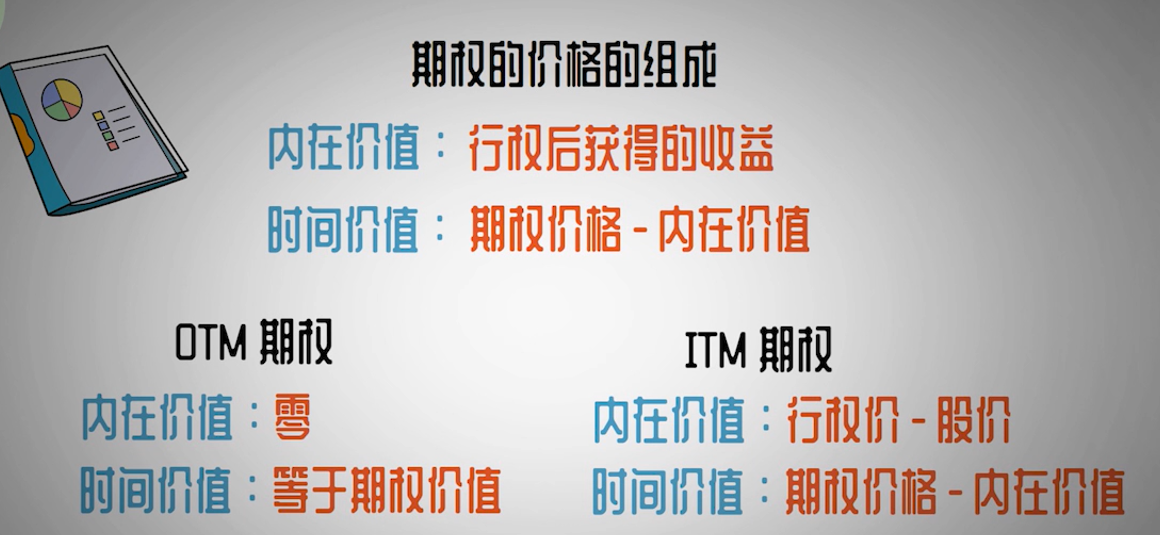 期权的价格的组成
内在价值：行权后获得的收益
时间价值：期权价格-内在价值
OTM 期权
内在价值：零
时间价值：等于期权价值
ITM 期权
内在价值：行权价-股价
时间价值：期权价格-内在价值